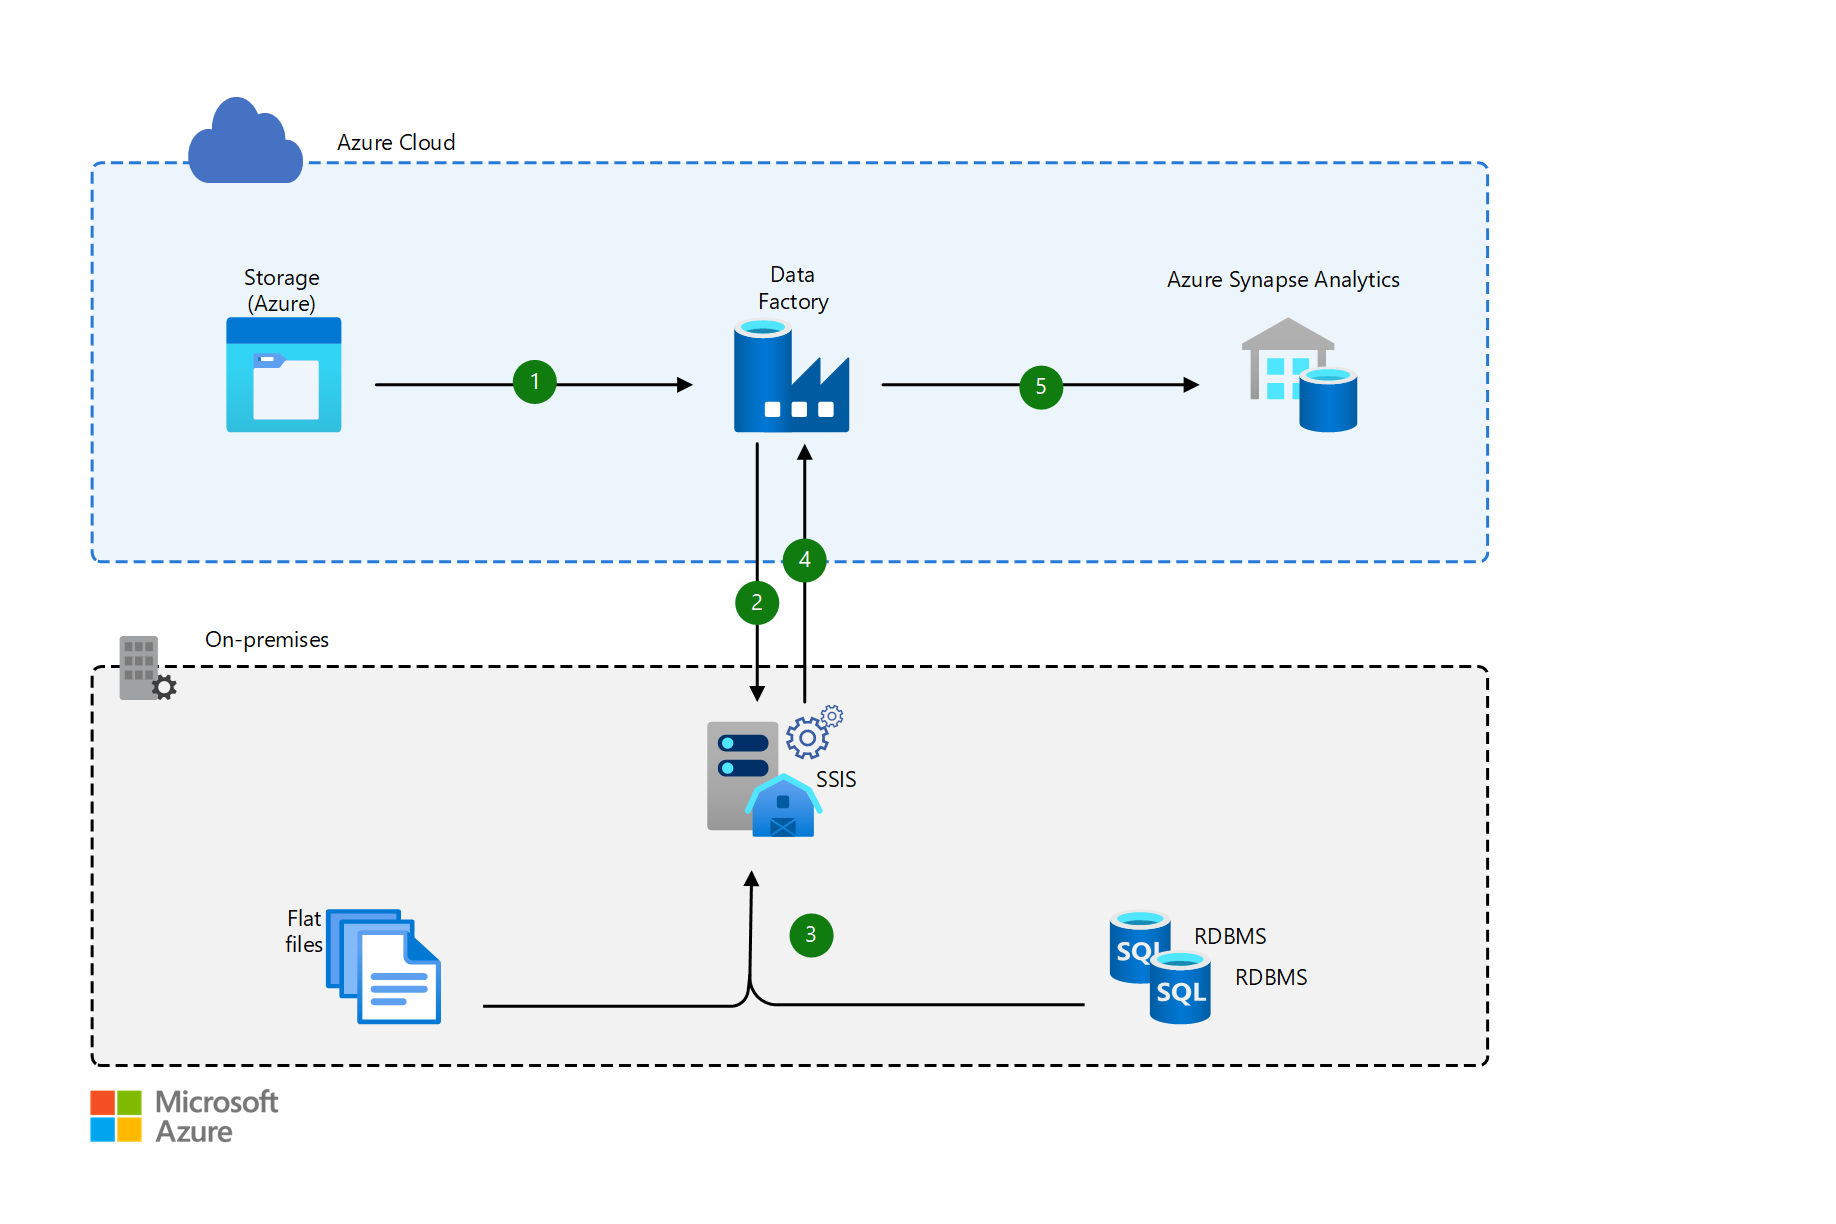 Azure Cloud
Storage
(Azure)
Data
Factory
Azure Synapse Analytics
1
5
4
2
On-premises
SSIS
Flat
files
3
SQL
RDBMS
SQL
RDBMS
Microsoft
Azure